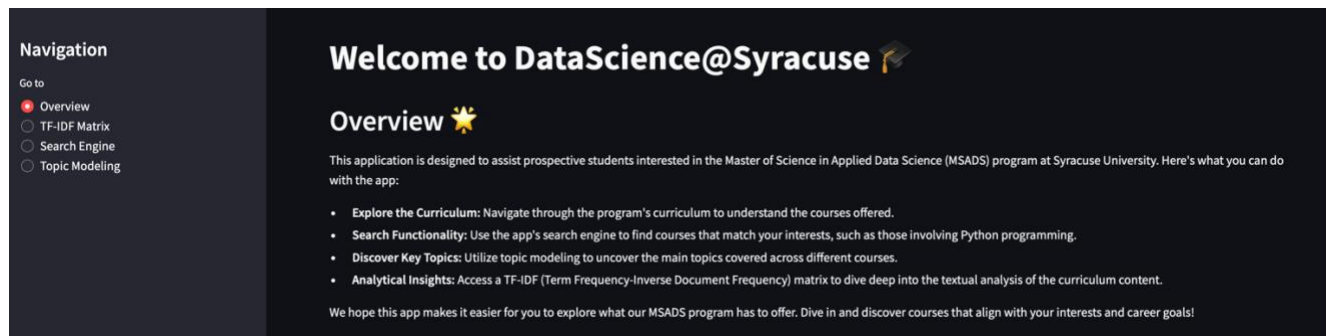 Navigation
Go to
Overview
TF-IDF Matrix
Search Engine
Topic Modeling
Welcome to DataScience@Syracuse 🎓
Overview 🌟
This application is designed to assist prospective students interested in the Master of Science in Applied Data Science (MSADS) program at Syracuse University. Here's what you can do
with the app:
• Explore the Curriculum: Navigate through the program's curriculum to understand the courses offered.
• Search Functionality: Use the app's search engine to find courses that match your interests, such as those involving Python programming.
• Discover Key Topics: Utilize topic modeling to uncover the main topics covered across different courses.
• Analytical Insights: Access a TF-IDF (Term Frequency-Inverse Document Frequency) matrix to dive deep into the textual analysis of the curriculum content.
We hope this app makes it easier for you to explore what our MSADS program has to offer. Dive in and discover courses that align with your interests and career goals!